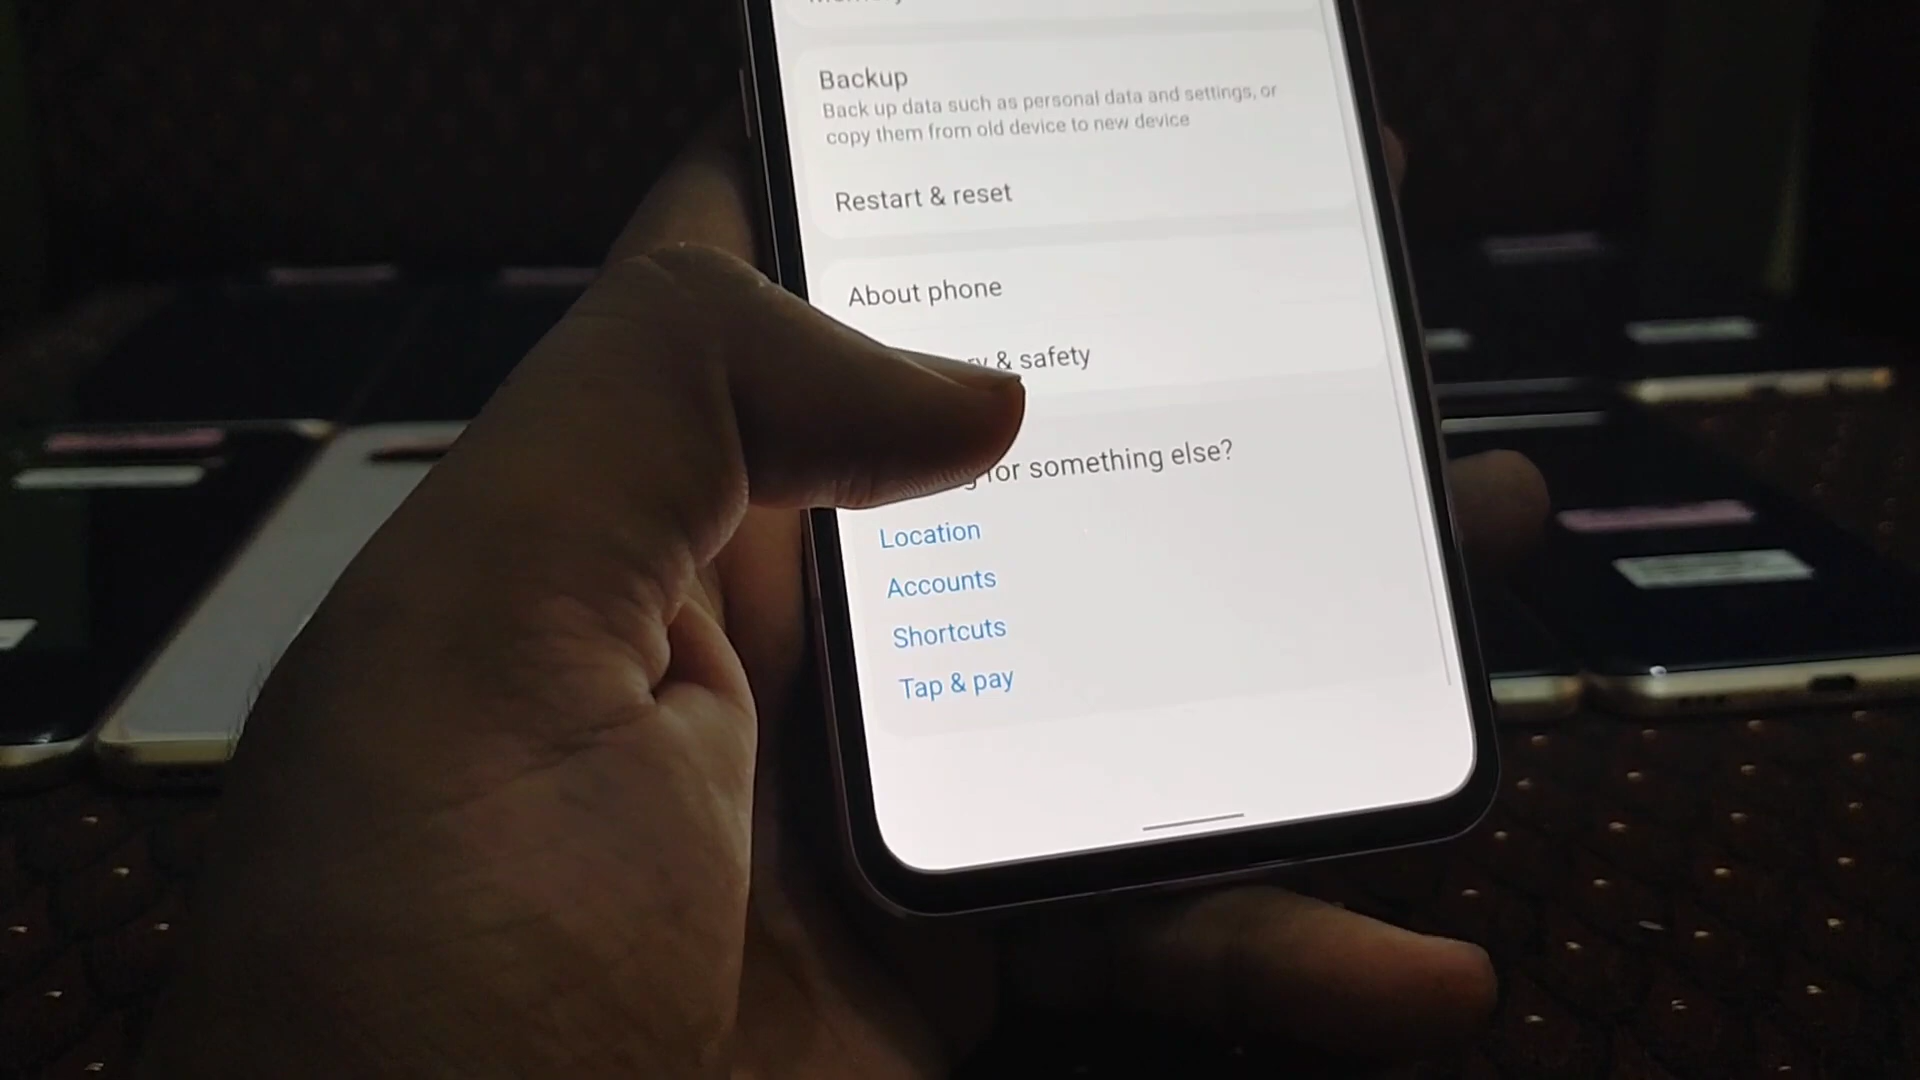 Backup
Back up data such as personal data and settings, or
copy them from old device to new device
Restart & reset
About phone
& safety
for something else?
Location
Accounts
Shortcuts
Tap & pay